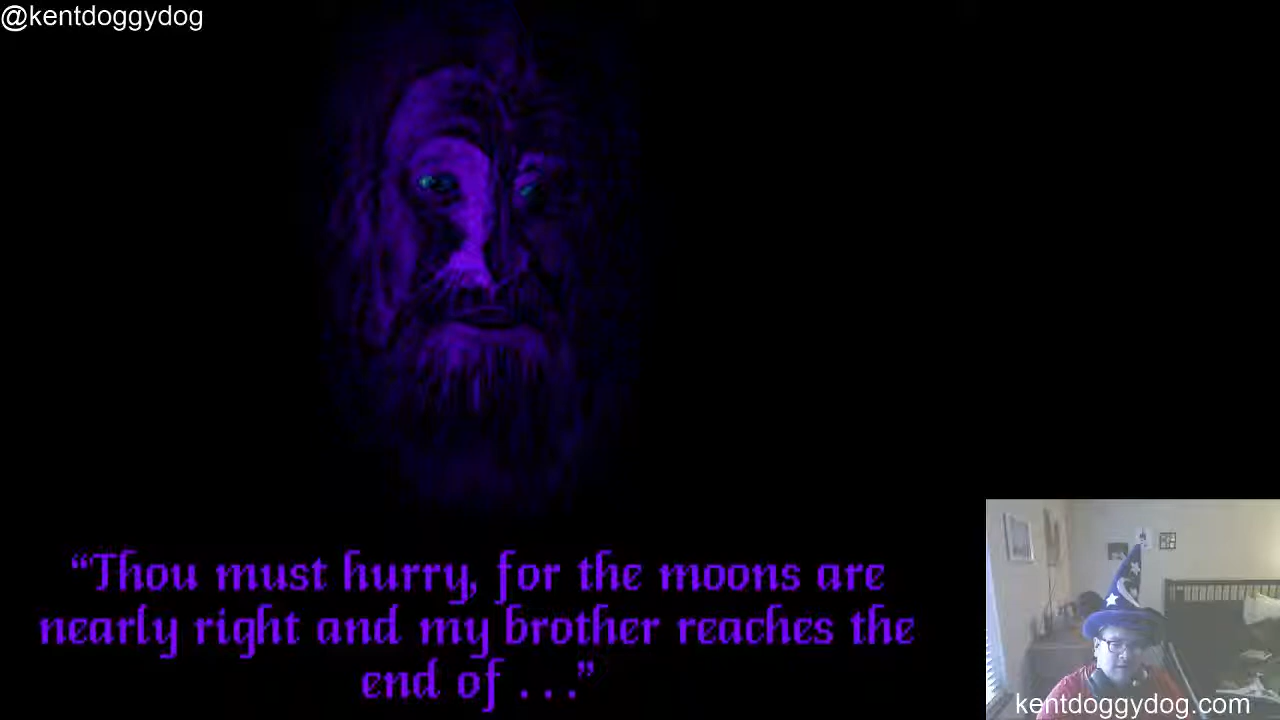 @kentdoggydog
“Thou must hurry, for the moons are
nearly right and my brother reaches the
end of . . .”
kentdoggydog.com